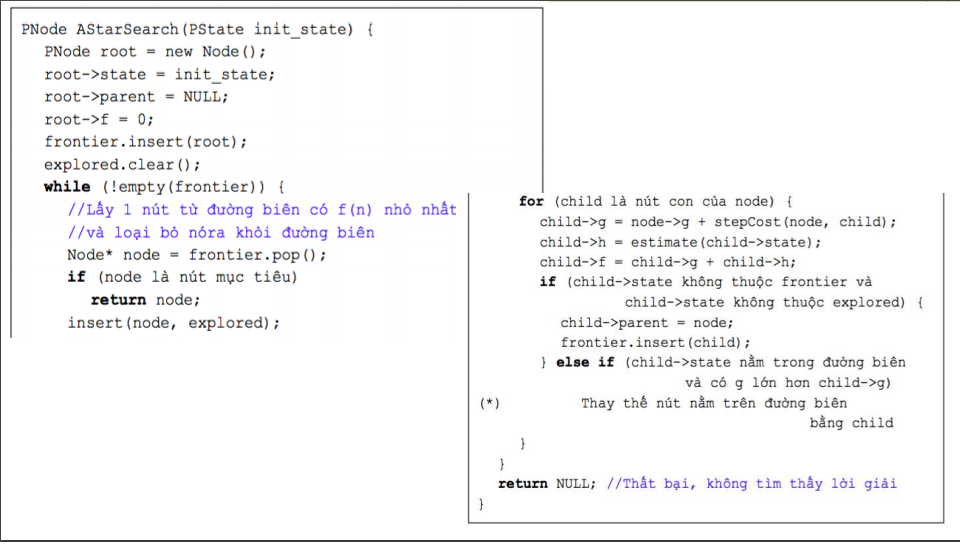 PNode AStarSearch(PState init_state) {
PNode root = new Node();
root->state = init_state;
root->parent = NULL;
root->f = 0;
frontier.insert(root);
explored.clear();
while (!empty(frontier)) {
//Lấy 1 nút từ đường biên có f(n) nhỏ nhất
//và loại bỏ nóra khỏi đường biên
Node* node = frontier.pop();
if (node là nút mục tiêu)
return node;
insert(node, explored);
for (child là nút con của node) {
child->g = node->g + stepCost(node, child);
child->h = estimate(child->state);
child->f = child->g + child->h;
if (child->state không thuộc frontier và
child->state không thuộc explored) {
child->parent = node;
frontier.insert(child);
} else if (child->state nằm trong đường biên
và có g lớn hơn child->g)
(*) Thay thế nút nằm trên đường biên
bằng child
}
}
return NULL; //Thất bại, không tìm thấy lời giải
}